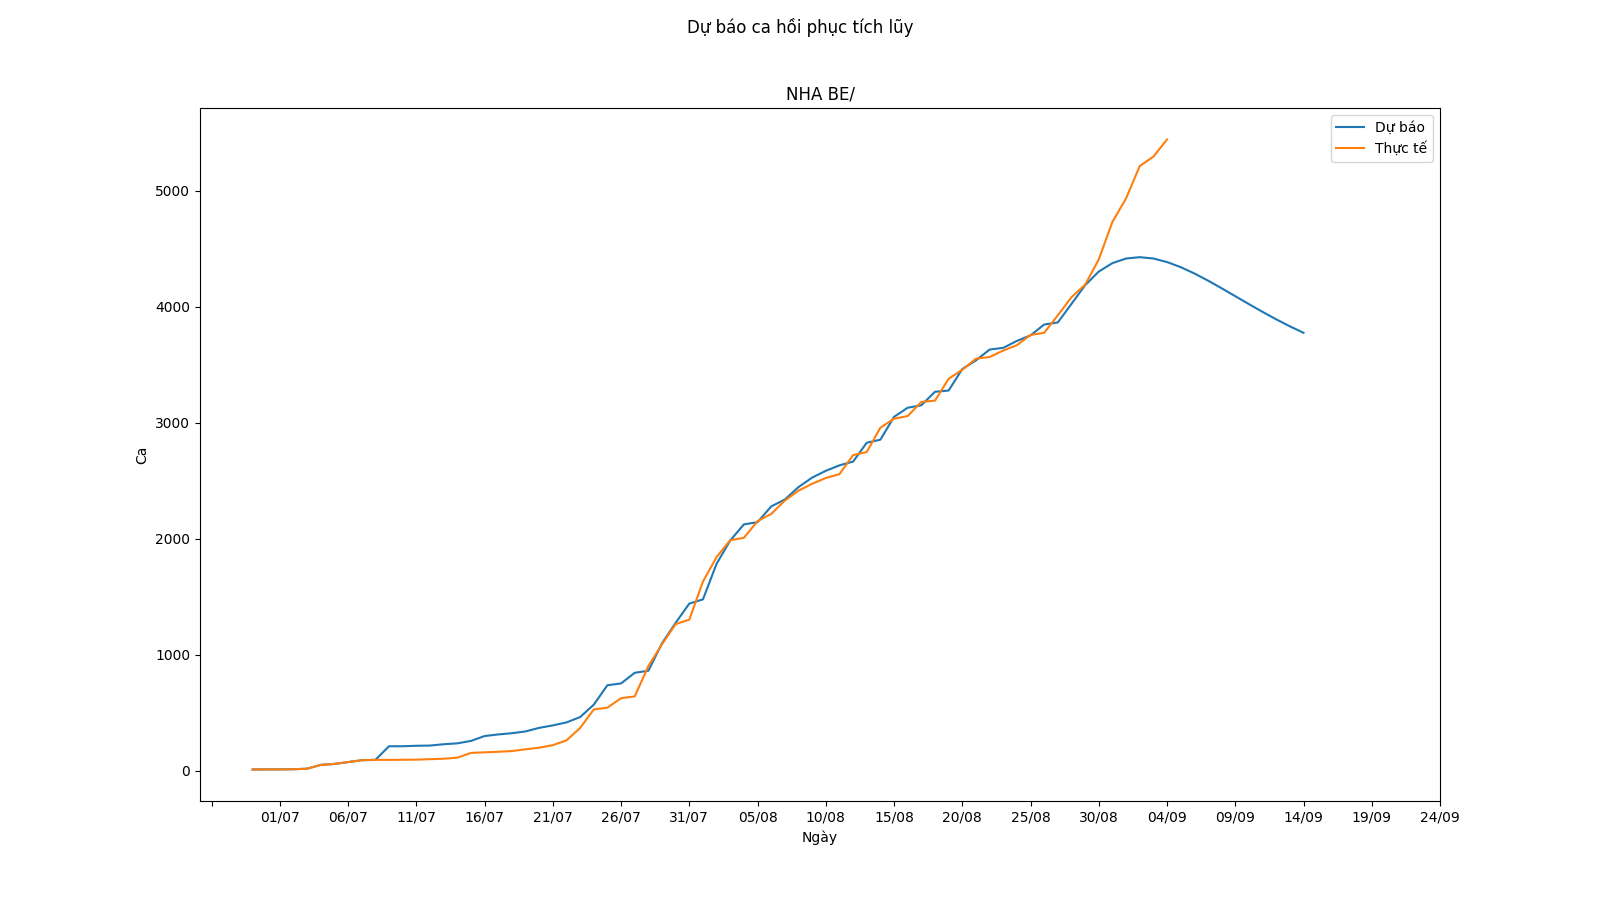 Dự báo ca hồi phục tích lũy
NHA BE/
Dự báo
Thực tế
5000
4000
3000
2000
1000
0
Ca
01/07 06/07 11/07 16/07 21/07 26/07 31/07 05/08 10/08 15/08 20/08 25/08 30/08 04/09 09/09 14/09 19/09 24/09
Ngày